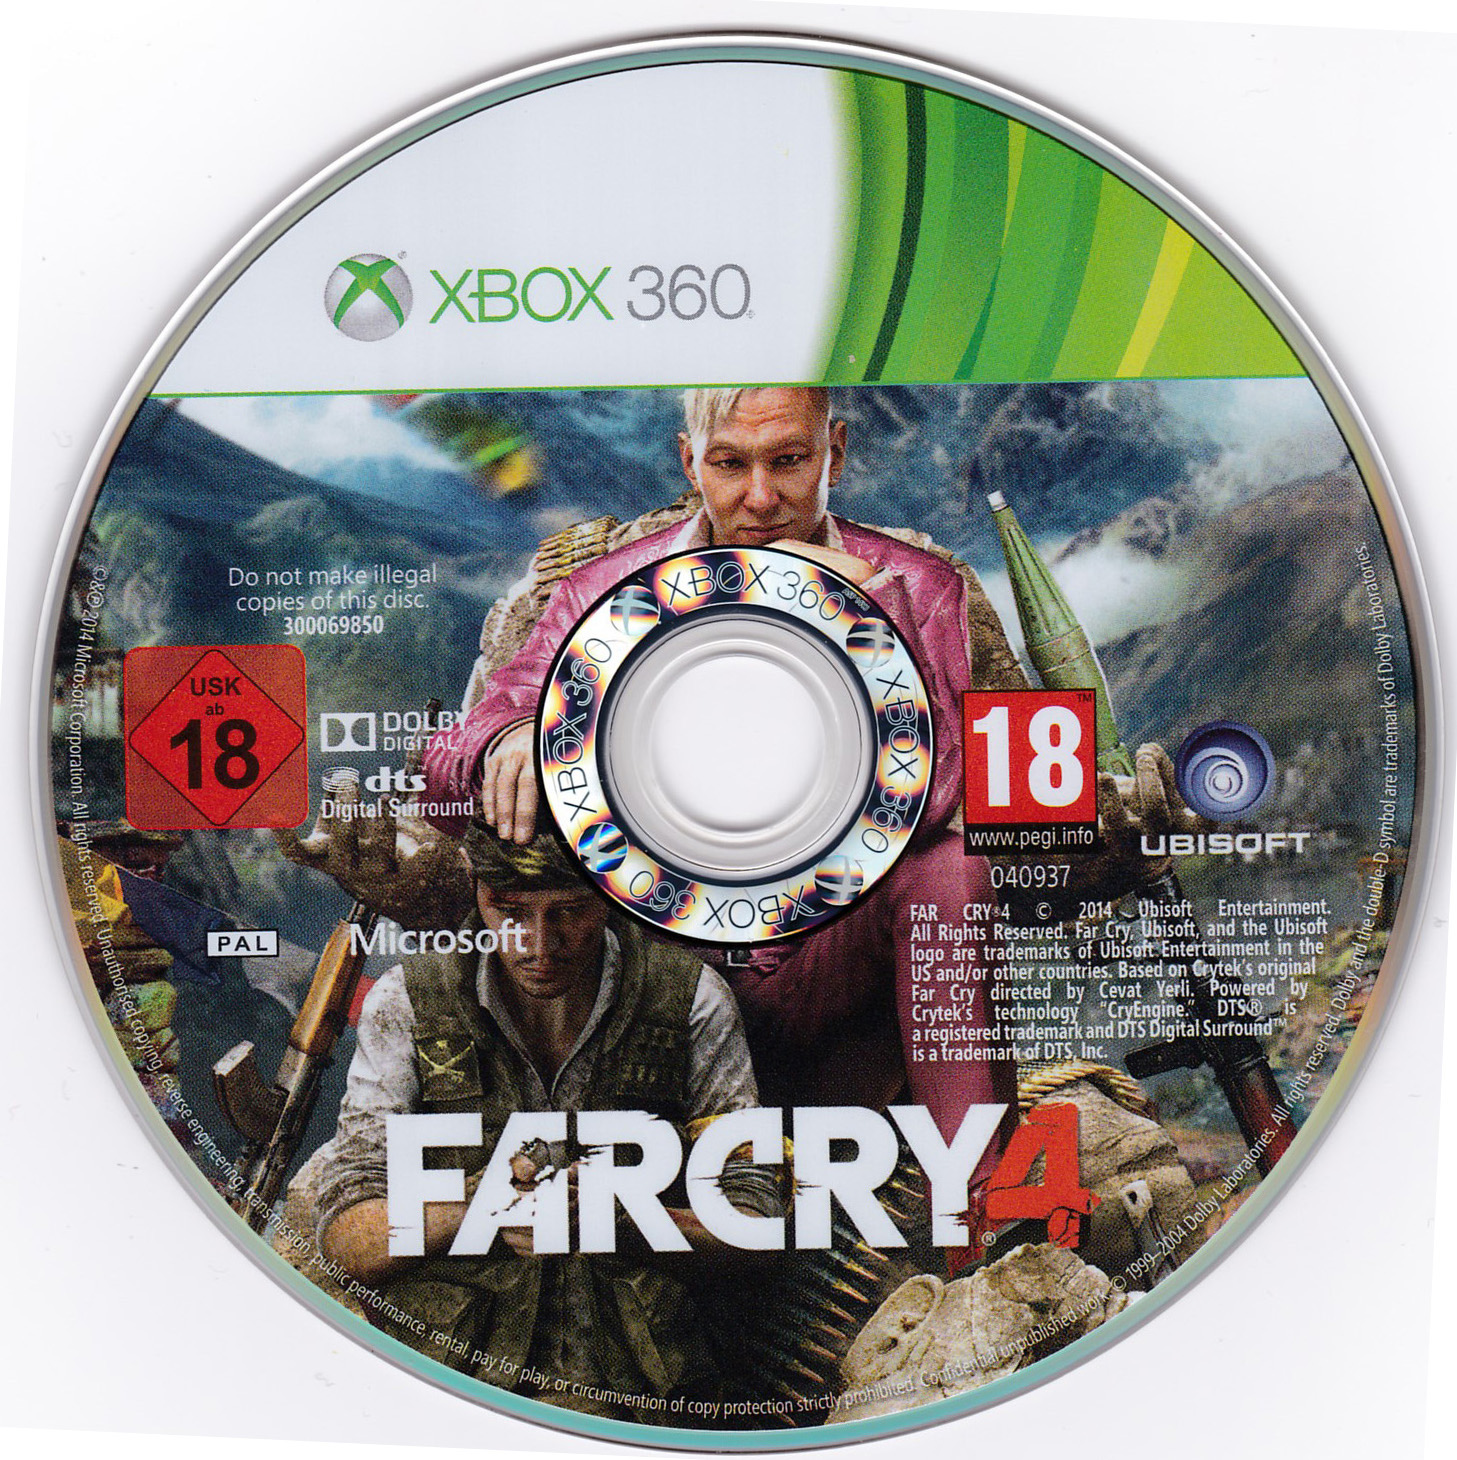 XBOX 360
Do not make illegal
copies of this disc.
300069850
USK
ab
18
DOLBY
DIGITAL
dts
Digital Surround
PAL
Microsoft
XBOX 360
XBOX 360
XBOX 360
XBOX 360
18
™
www.pegi.info
040937
UBISOFT
FAR CRY®4 © 2014 Ubisoft Entertainment.
All Rights Reserved. Far Cry, Ubisoft, and the Ubisoft
logo are trademarks of Ubisoft Entertainment in the
US and/or other countries. Based on Crytek's original
Far Cry directed by Cevat Yerli. Powered by
Crytek's technology "CryEngine." DTS® is
a registered trademark and DTS Digital Surround™
is a trademark of DTS, Inc.
FARCRY 4®
©&℗ 2014 Microsoft Corporation. All rights reserved. Unauthorised copying, reverse engineering, transmission, public performance, rental, pay for play, or circumvention of copy protection strictly prohibited. Confidential unpublished work. © 1999–2004 Dolby Laboratories. All rights reserved. Dolby and the double-D symbol are trademarks of Dolby Laboratories.